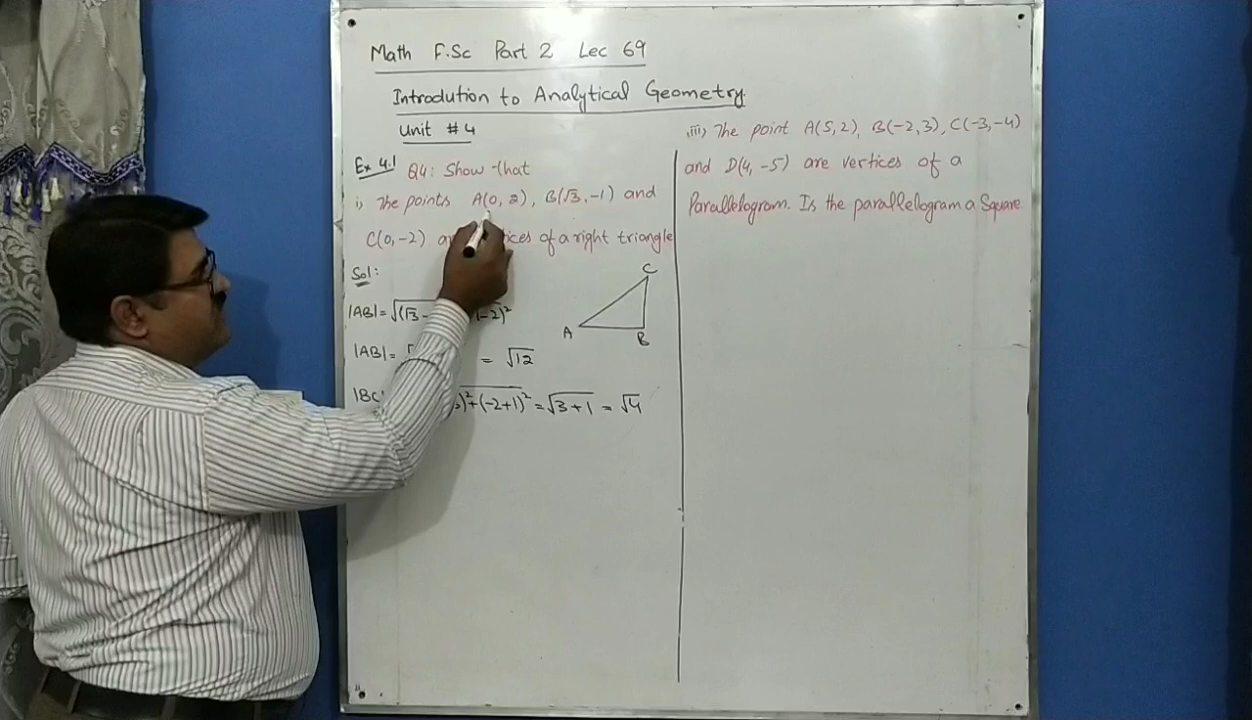 Math F.Sc Part 2 Lec 69
Introdution to Analytical Geometry.
Unit #4
Ex 4.1 Q4: Show that
i) The points A(0, 2), B(√3, -1) and
C(0, -2) are of a right triangle
Sol:
|AB| = √(√3 -2)²
|AB| = = √12
|BC )²+(-2+1)² = √3+1 = √4
C
A
B
iii) The point A(5,2), B(-2,3), C(-3,-4)
and D(4, -5) are vertices of a
Parallelogram. Is the parallelogram a Square